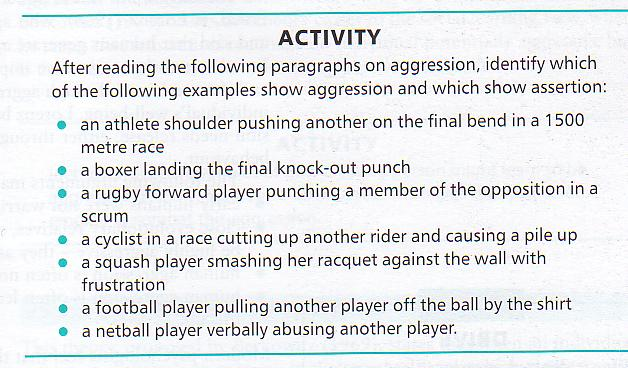 ACTIVITY
After reading the following paragraphs on aggression, identify which
of the following examples show aggression and which show assertion:
• an athlete shoulder pushing another on the final bend in a 1500
metre race
• a boxer landing the final knock-out punch
• a rugby forward player punching a member of the opposition in a
scrum
• a cyclist in a race cutting up another rider and causing a pile up
• a squash player smashing her racquet against the wall with
frustration
• a football player pulling another player off the ball by the shirt
• a netball player verbally abusing another player.